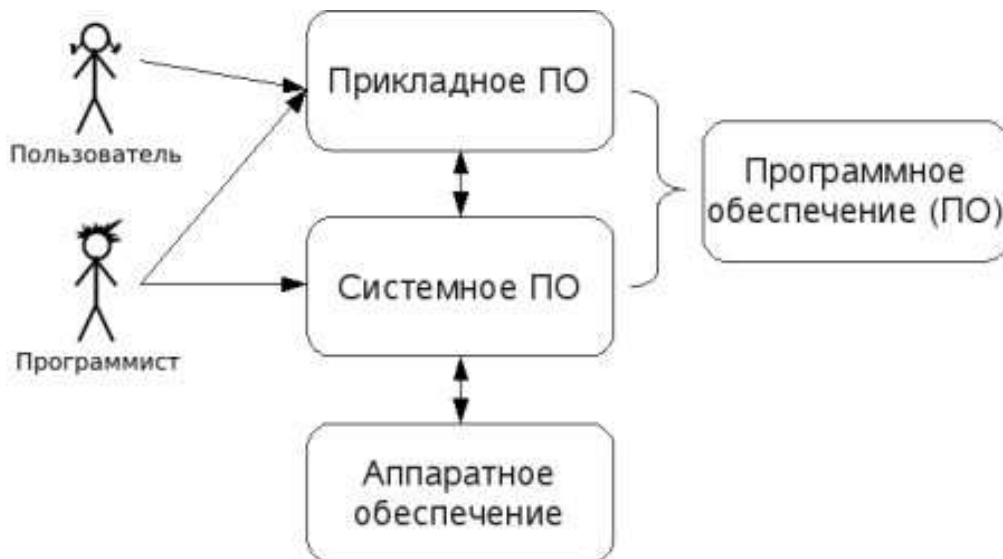 Пользователь
Прикладное ПО
Программное
обеспечение (ПО)
Программист
Системное ПО
Аппаратное
обеспечение